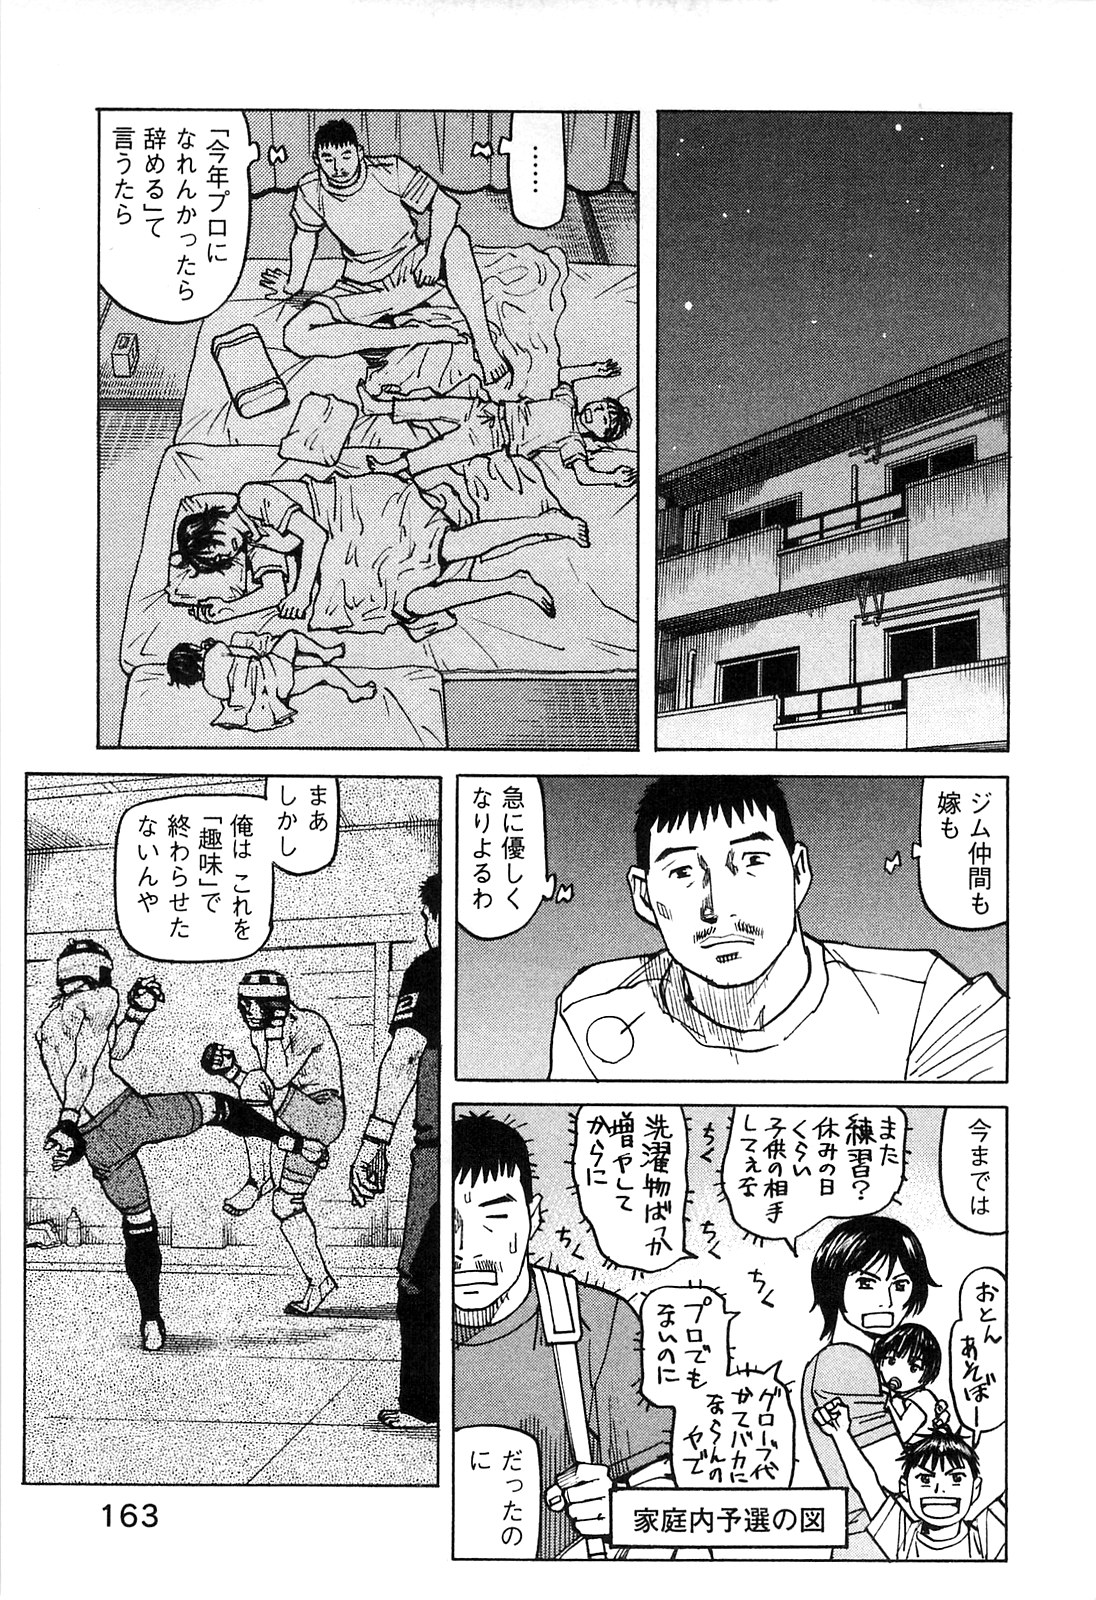 ……
「今年プロに
なれんかったら
辞める」て
言うたら
ジム仲間も
嫁も
急に優しく
なりよるわ
今までは
おとん
あそぼー
また
練習?
休みの日
くらい
子供の相手
してぇな
ちく
ちく
ちく
洗濯物ばっか
増やして
からに
グローブ代
かてバカに
ならんの
やで
プロでも
ないのに
だったの
に
家庭内予選の図
まあ
しかし
俺は これを
「趣味」で
終わらせた
ないんや
163